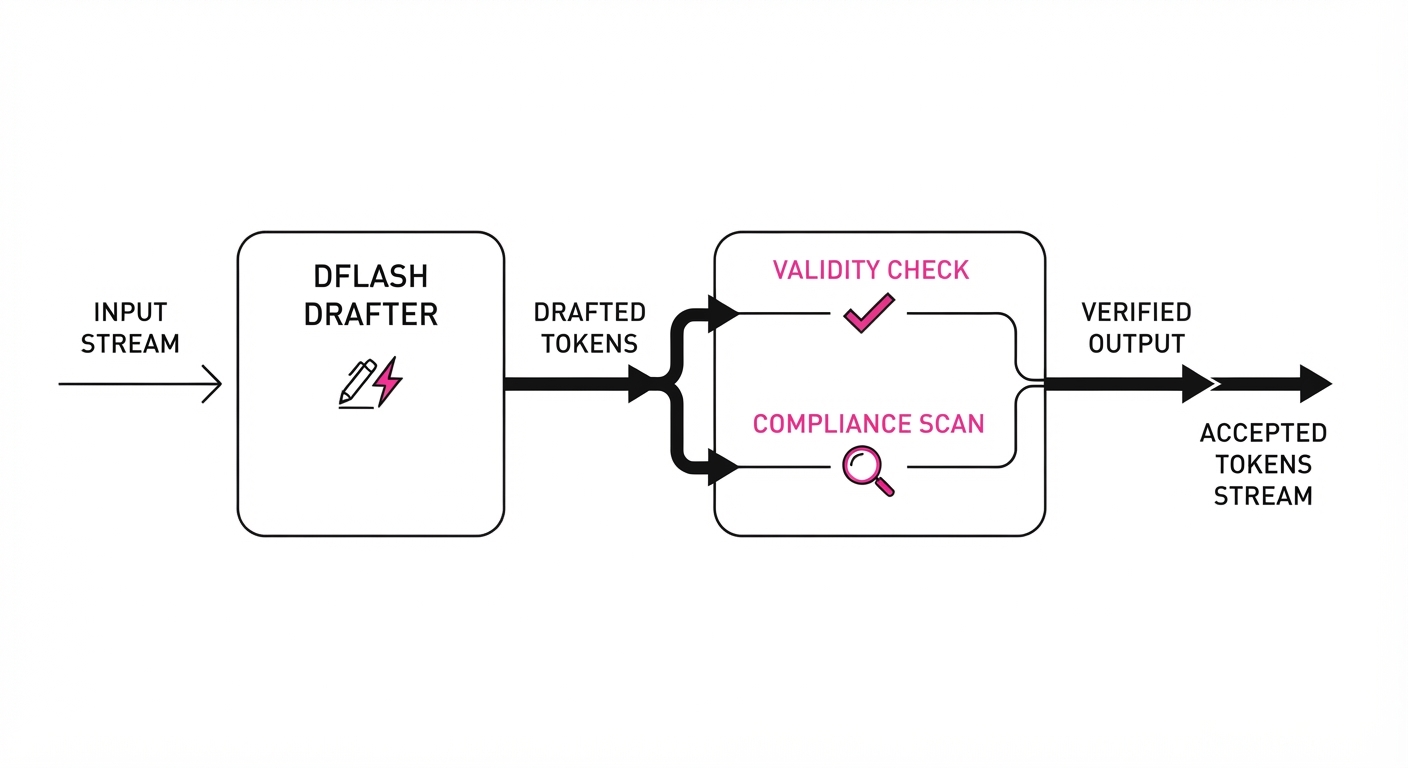 INPUT
STREAM
DFLASH
DRAFTER
DRAFTED
TOKENS
VALIDITY CHECK
COMPLIANCE SCAN
VERIFIED
OUTPUT
ACCEPTED
TOKENS
STREAM